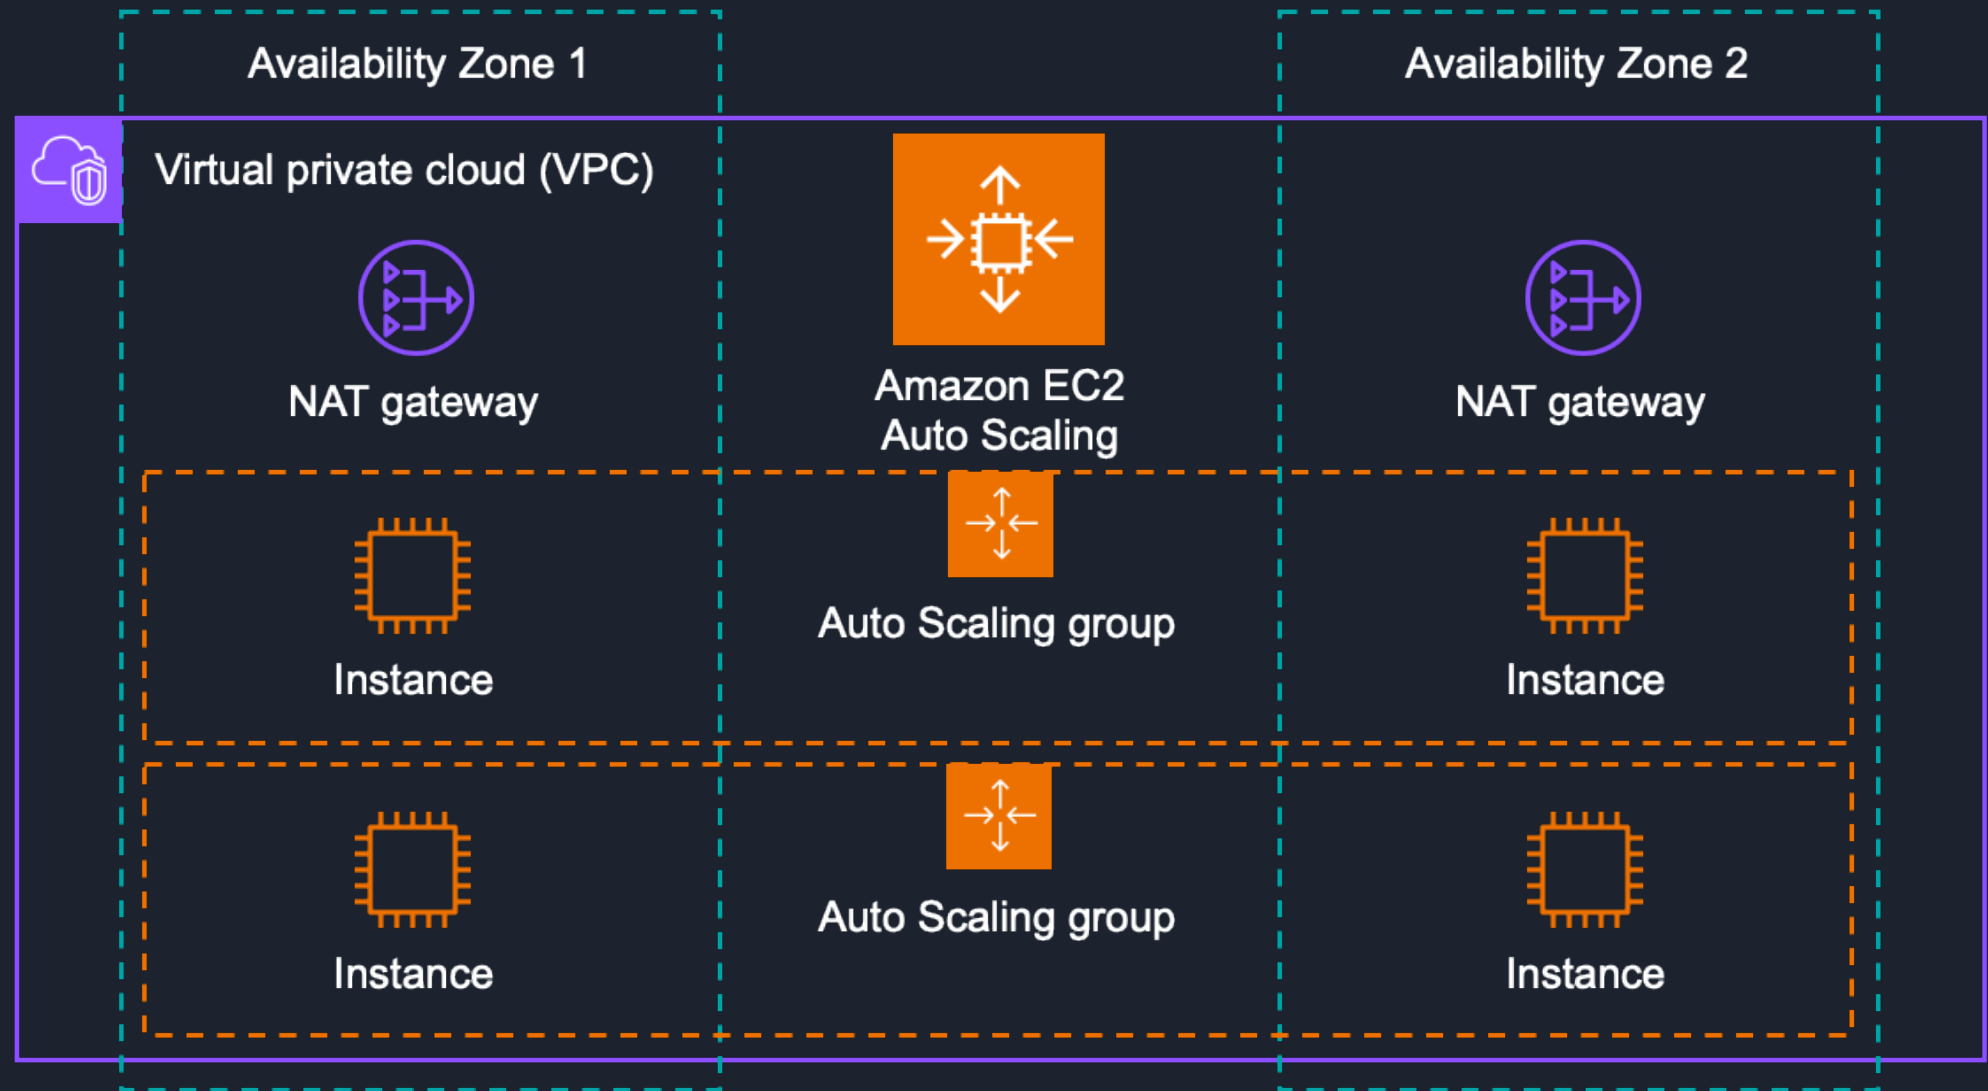 Availability Zone 1
Availability Zone 2
Virtual private cloud (VPC)
NAT gateway
Amazon EC2
Auto Scaling
NAT gateway
Instance
Auto Scaling group
Instance
Instance
Auto Scaling group
Instance